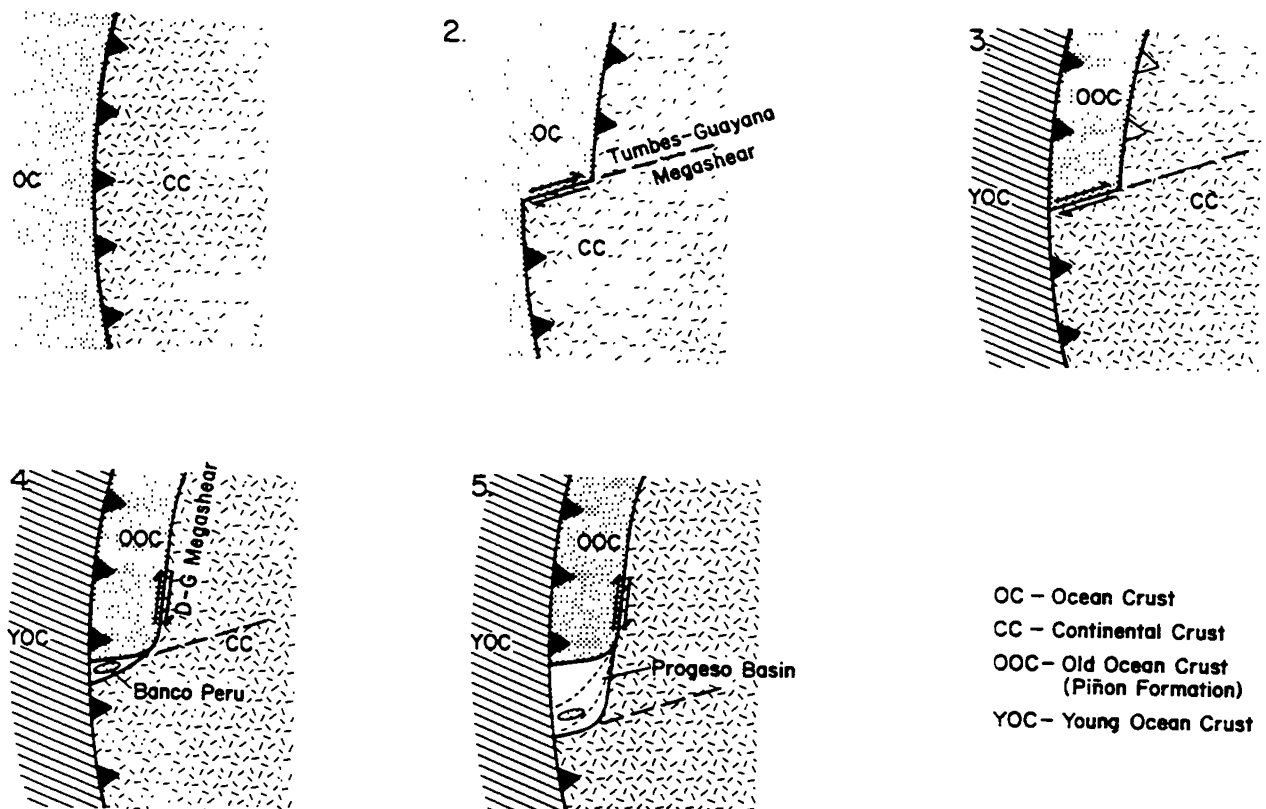 OC
CC
2.
OC
Tumbes-Guayana
Megashear
CC
3.
OOC
YOC
CC
4.
OOC
D-G Megashear
YOC
CC
Banco Peru
5.
OOC
YOC
Progeso Basin
OC – Ocean Crust
CC – Continental Crust
OOC – Old Ocean Crust
(Piñon Formation)
YOC – Young Ocean Crust